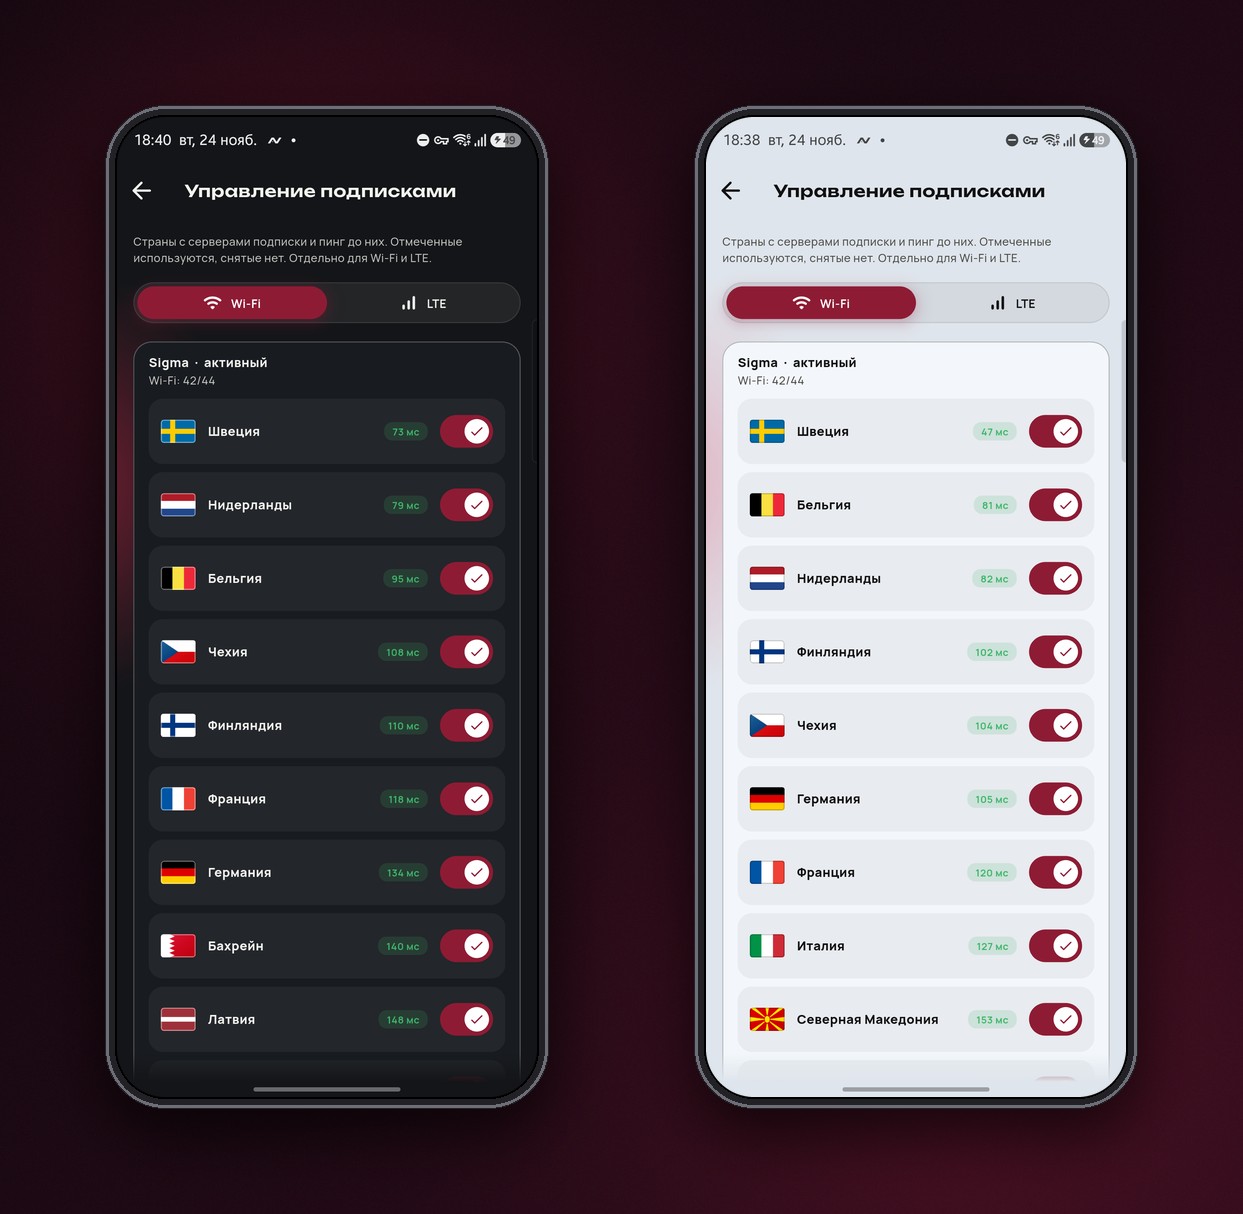 18:40 вт, 24 нояб.
49
Управление подписками
Страны с серверами подписки и пинг до них. Отмеченные
используются, снятые нет. Отдельно для Wi-Fi и LTE.
Wi-Fi
LTE
Sigma · активный
Wi-Fi: 42/44
Швеция 73 мс
Нидерланды 79 мс
Бельгия 95 мс
Чехия 108 мс
Финляндия 110 мс
Франция 118 мс
Германия 134 мс
Бахрейн 140 мс
Латвия 148 мс
18:38 вт, 24 нояб.
49
Управление подписками
Страны с серверами подписки и пинг до них. Отмеченные
используются, снятые нет. Отдельно для Wi-Fi и LTE.
Wi-Fi
LTE
Sigma · активный
Wi-Fi: 42/44
Швеция 47 мс
Бельгия 81 мс
Нидерланды 82 мс
Финляндия 102 мс
Чехия 104 мс
Германия 105 мс
Франция 120 мс
Италия 127 мс
Северная Македония 153 мс